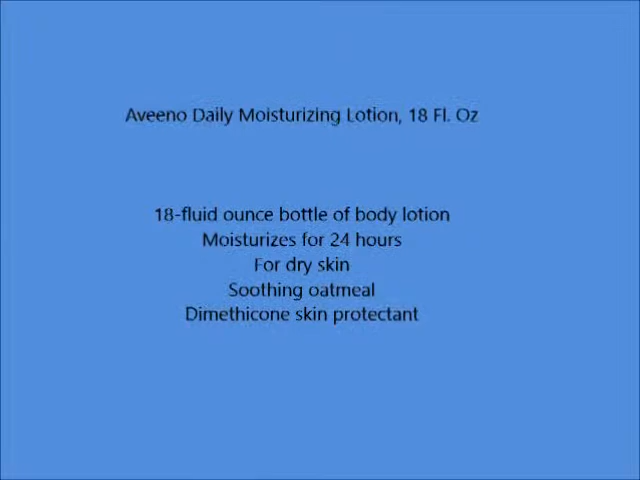 Aveeno Daily Moisturizing Lotion, 18 Fl. Oz
18-fluid ounce bottle of body lotion
Moisturizes for 24 hours
For dry skin
Soothing oatmeal
Dimethicone skin protectant